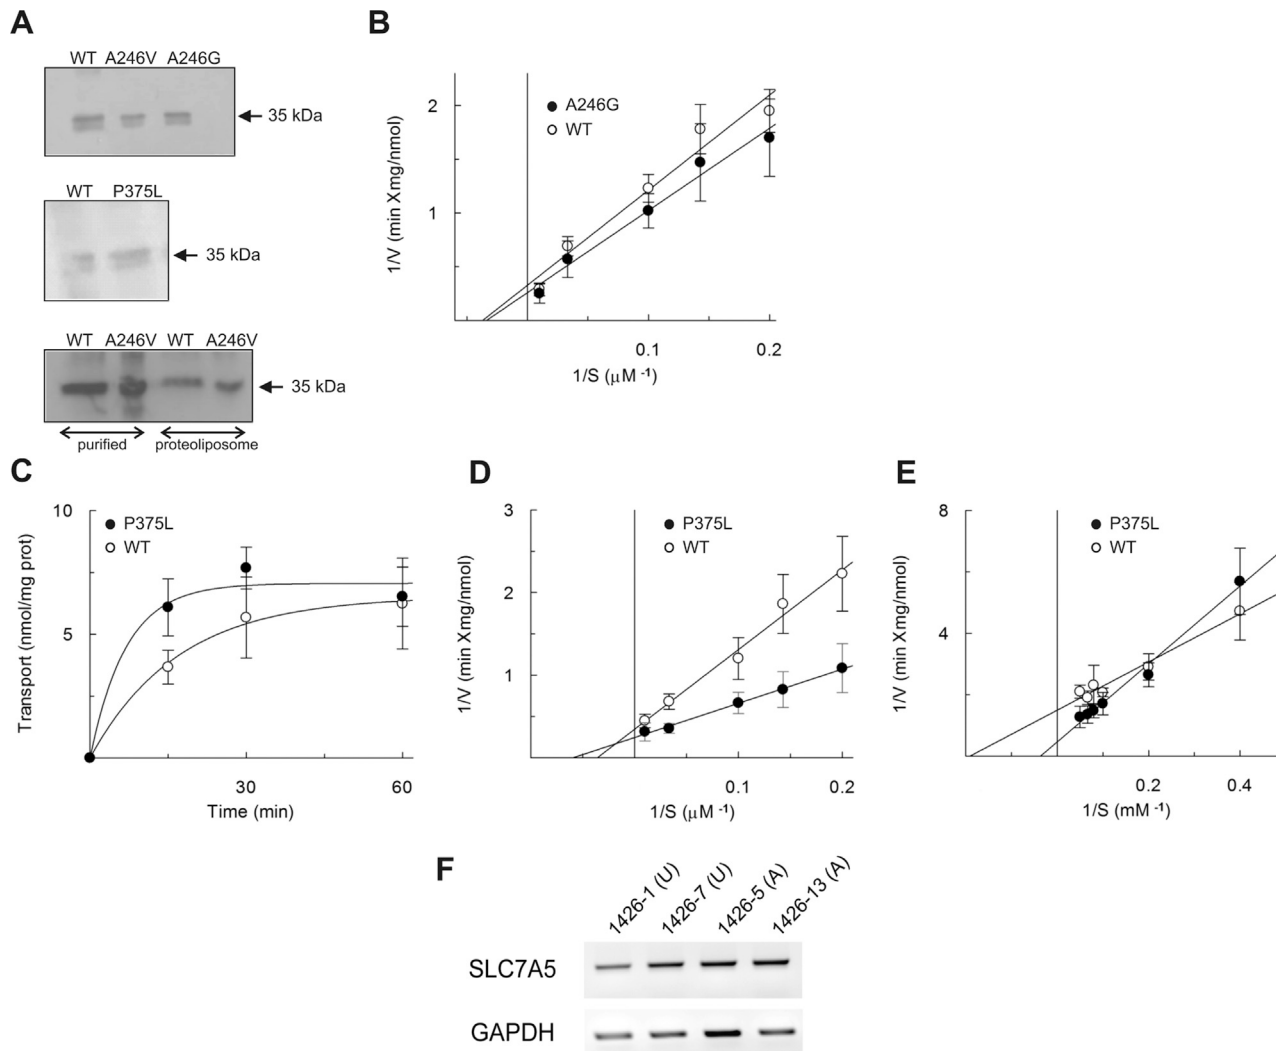 A
WT A246V A246G
35 kDa
WT P375L
35 kDa
WT A246V WT A246V
35 kDa
purified proteoliposome
B
A246G
WT
2
1
1/V (min Xmg/nmol)
0.1 0.2
1/S (μM -1)
C
10
5
P375L
WT
Transport (nmol/mg prot)
30 60
Time (min)
D
3
2
1
P375L
WT
1/V (min Xmg/nmol)
0.1 0.2
1/S (μM -1)
E
8
4
P375L
WT
1/V (min Xmg/nmol)
0.2 0.4
1/S (mM -1)
F
1426-1 (U)
1426-7 (U)
1426-5 (A)
1426-13 (A)
SLC7A5
GAPDH